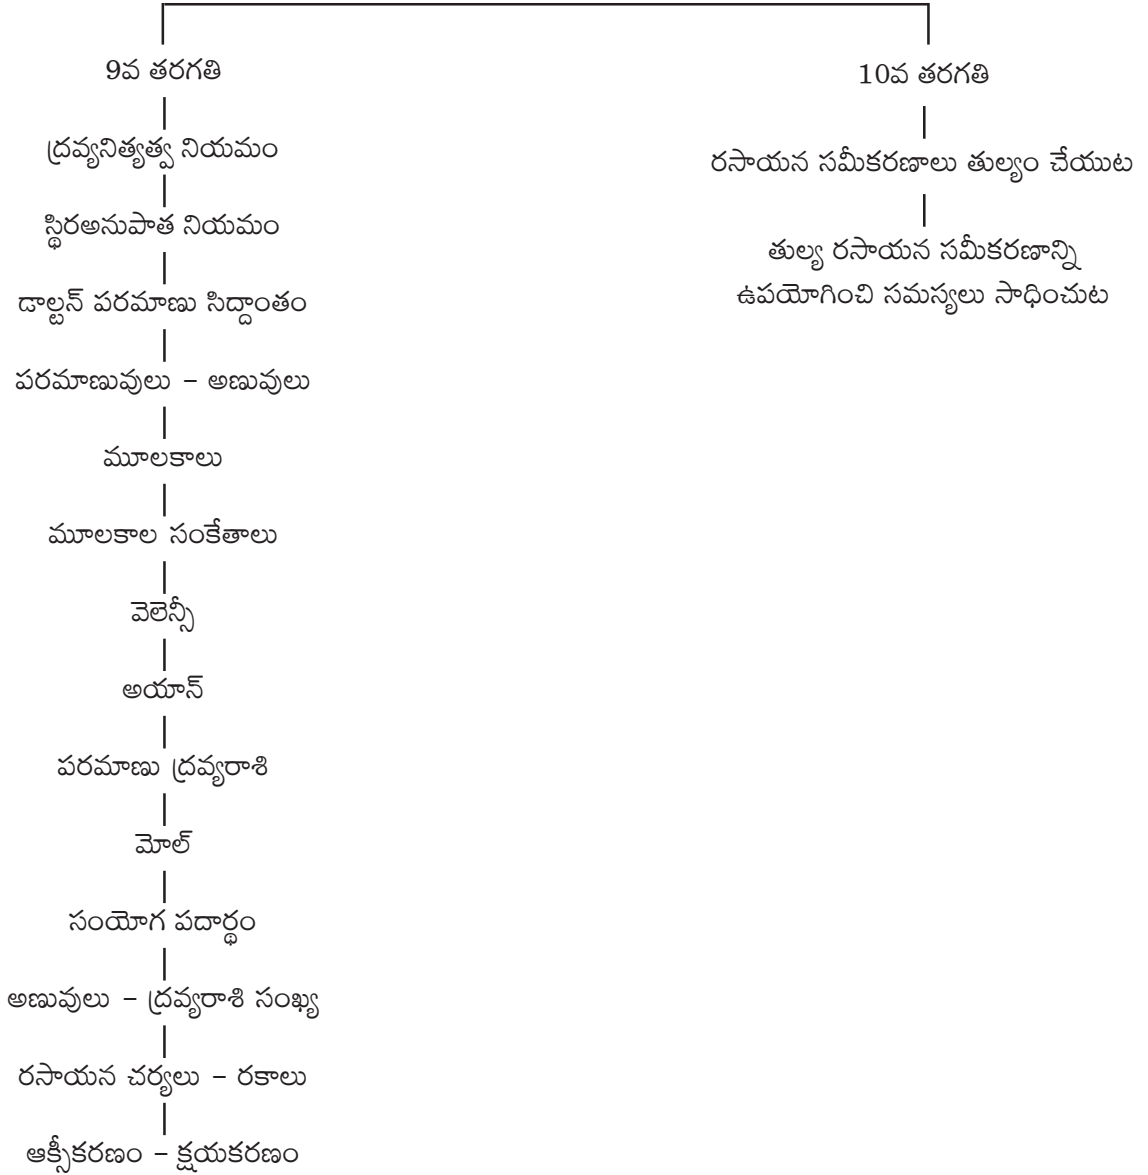 9వ తరగతి
ద్రవ్యనిత్యత్వ నియమం
స్థిరఅనుపాత నియమం
డాల్టన్ పరమాణు సిద్దాంతం
పరమాణువులు – అణువులు
మూలకాలు
మూలకాల సంకేతాలు
వెలెన్సీ
అయాన్
పరమాణు ద్రవ్యరాశి
మోల్
సంయోగ పదార్థం
అణువులు – ద్రవ్యరాశి సంఖ్య
రసాయన చర్యలు – రకాలు
ఆక్సీకరణం – క్షయకరణం
10వ తరగతి
రసాయన సమీకరణాలు తుల్యం చేయుట
తుల్య రసాయన సమీకరణాన్ని
ఉపయోగించి సమస్యలు సాధించుట